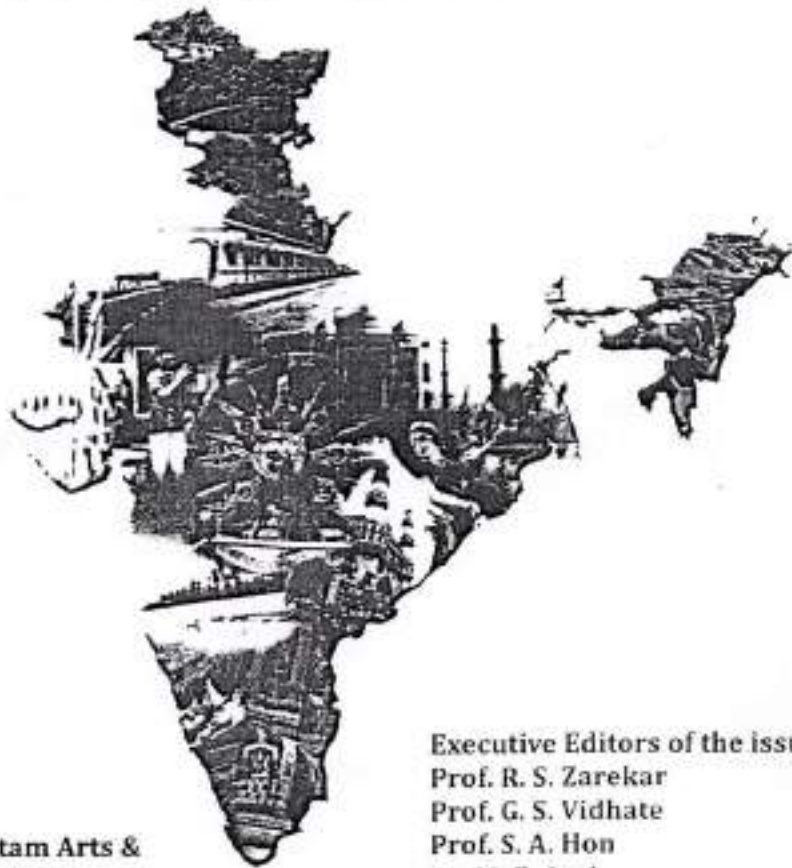 Executive Editors of the issu
Prof. R. S. Zarekar
Prof. G. S. Vidhate
Prof. S. A. Hon
tam Arts &